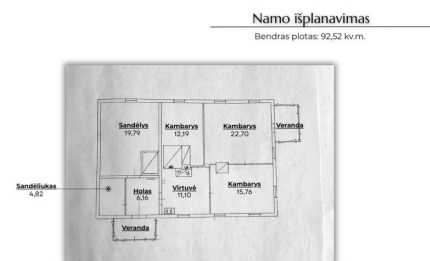 Namo išplanavimas
Bendras plotas: 92,52 kv.m.
Sandėlys
19,79
Kambarys
12,19
Kambarys
22,70
Veranda
Sandėliukas
4,82
Holas
6,16
Virtuvė
11,10
Kambarys
15,76
Veranda